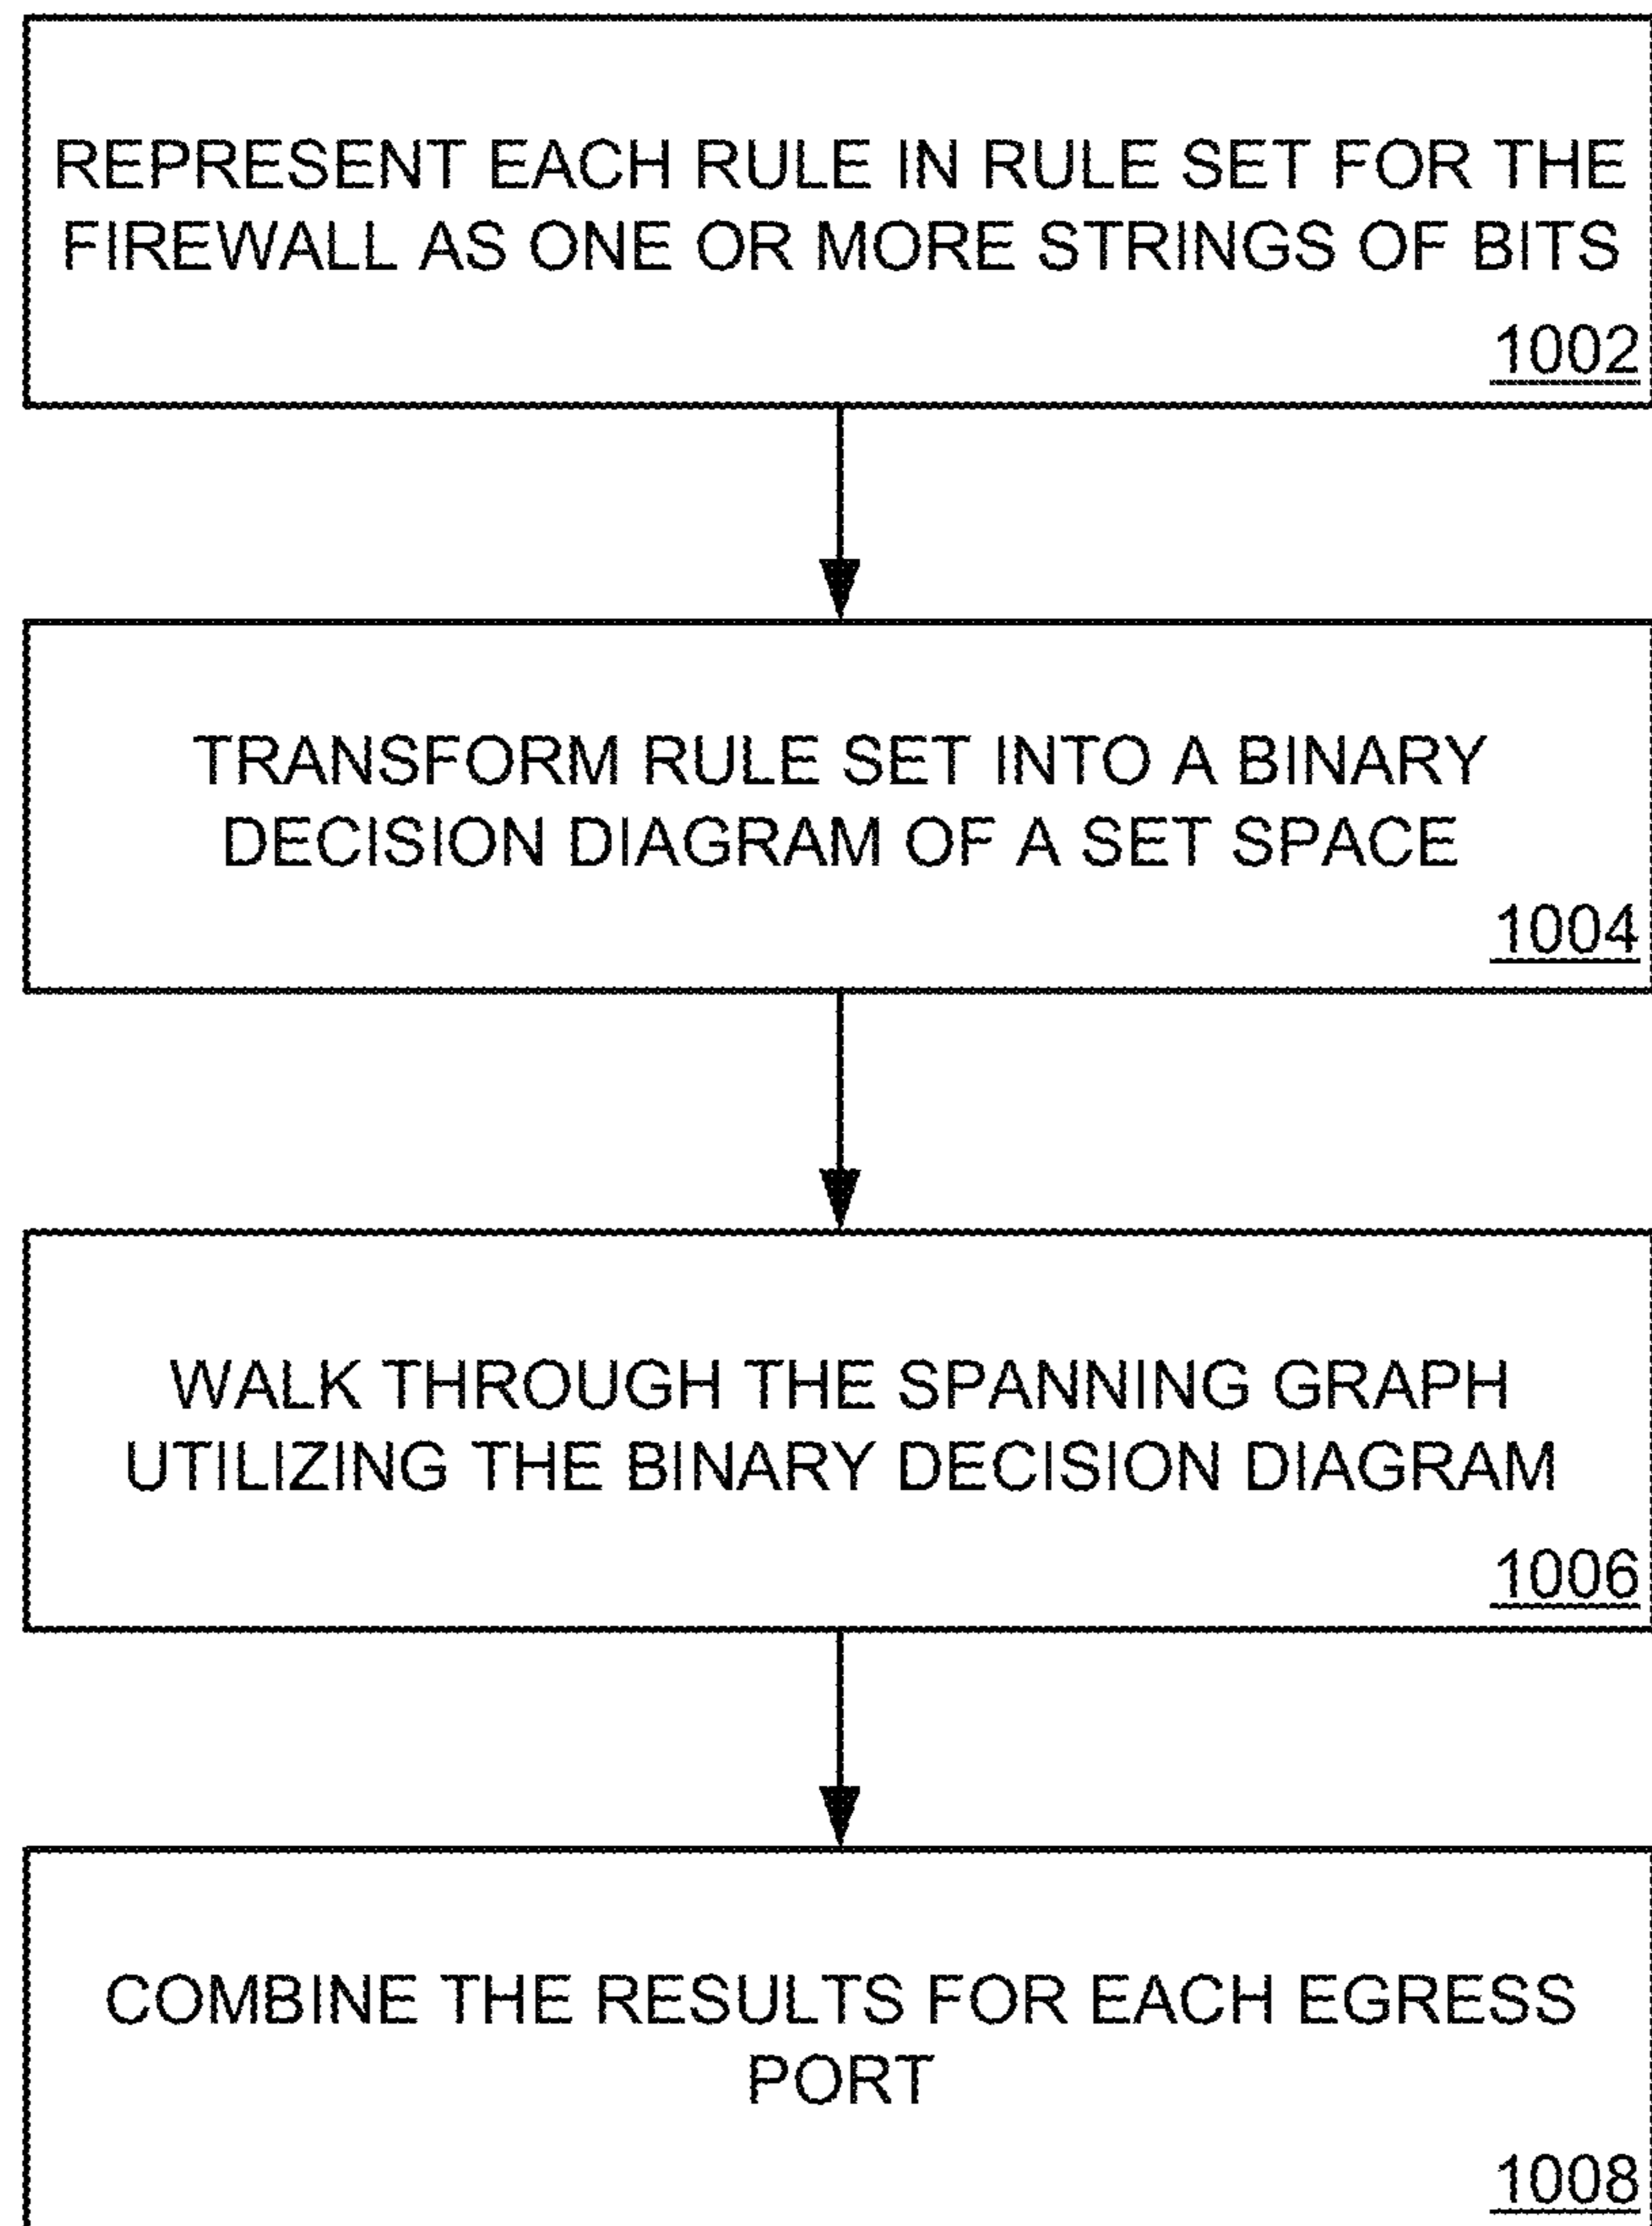 REPRESENT EACH RULE IN RULE SET FOR THE
FIREWALL AS ONE OR MORE STRINGS OF BITS
1002
TRANSFORM RULE SET INTO A BINARY
DECISION DIAGRAM OF A SET SPACE
1004
WALK THROUGH THE SPANNING GRAPH
UTILIZING THE BINARY DECISION DIAGRAM
1006
COMBINE THE RESULTS FOR EACH EGRESS
PORT
1008